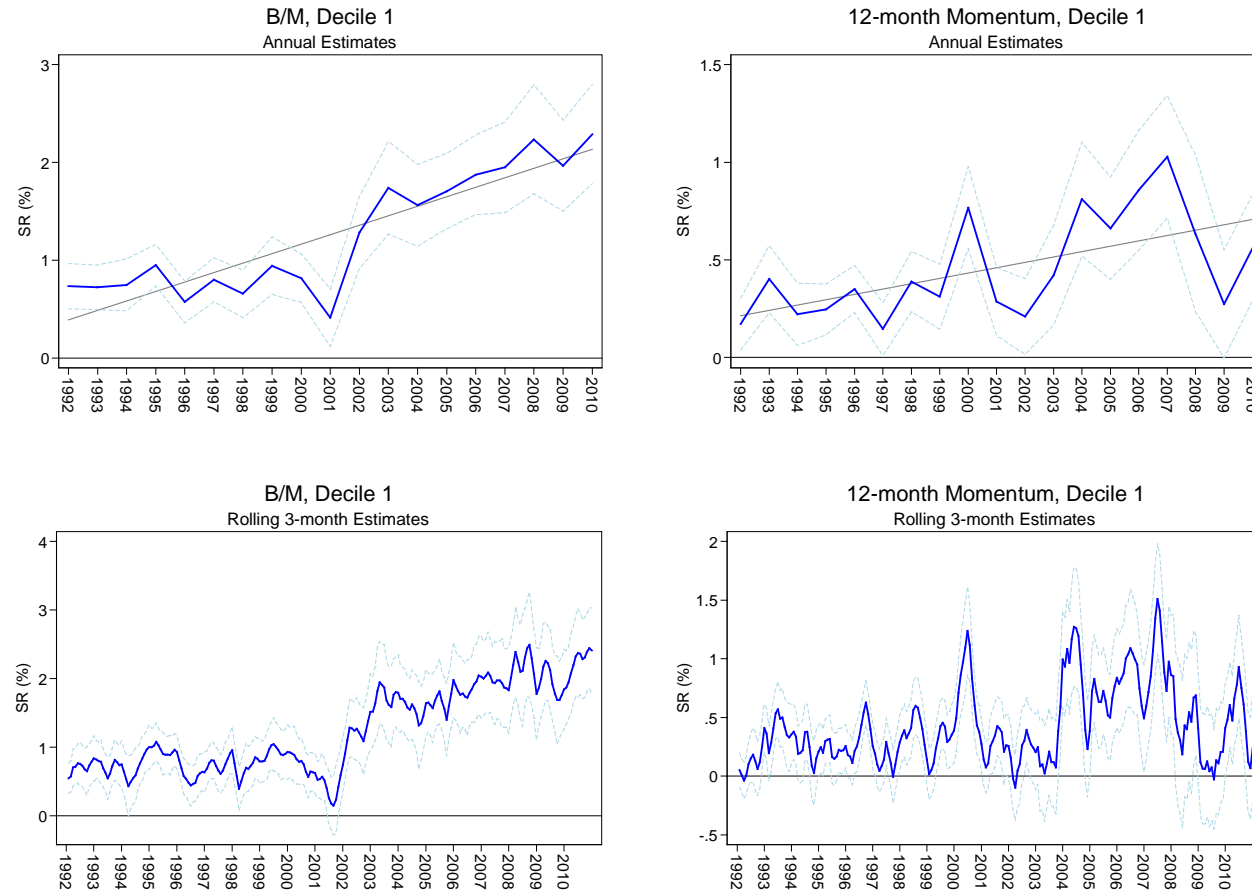 B/M, Decile 1
Annual Estimates
SR (%)
3
2
1
0
1992 1993 1994 1995 1996 1997 1998 1999 2000 2001 2002 2003 2004 2005 2006 2007 2008 2009 2010
12-month Momentum, Decile 1
Annual Estimates
SR (%)
1.5
1
.5
0
1992 1993 1994 1995 1996 1997 1998 1999 2000 2001 2002 2003 2004 2005 2006 2007 2008 2009 2010
B/M, Decile 1
Rolling 3-month Estimates
SR (%)
4
3
2
1
0
1992 1993 1994 1995 1996 1997 1998 1999 2000 2001 2002 2003 2004 2005 2006 2007 2008 2009 2010
12-month Momentum, Decile 1
Rolling 3-month Estimates
SR (%)
2
1.5
1
.5
0
-.5
1992 1993 1994 1995 1996 1997 1998 1999 2000 2001 2002 2003 2004 2005 2006 2007 2008 2009 2010